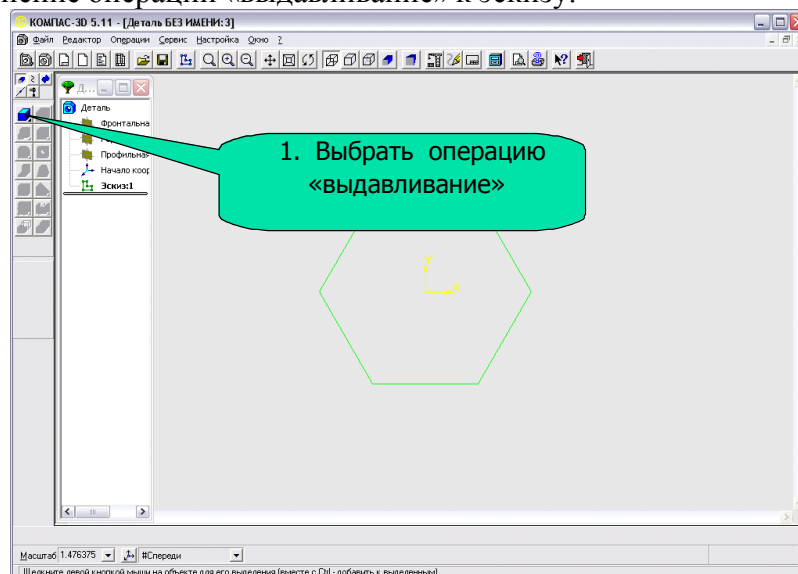 нение операции «выдавливание» к эскизу.
КОМПАС-3D 5.11 - [Деталь БЕЗ ИМЕНИ:3]
Файл Редактор Операции Сервис Настройка Окно ?
Д...
Деталь
Фронтальна
Профильная
Начало коор
Эскиз:1
1. Выбрать операцию
«выдавливание»
Y
X
Масштаб 1.476375 #Спереди
Щелкните левой кнопкой мыши на объекте для его выделения (вместе с Ctrl - добавить к выделенным)